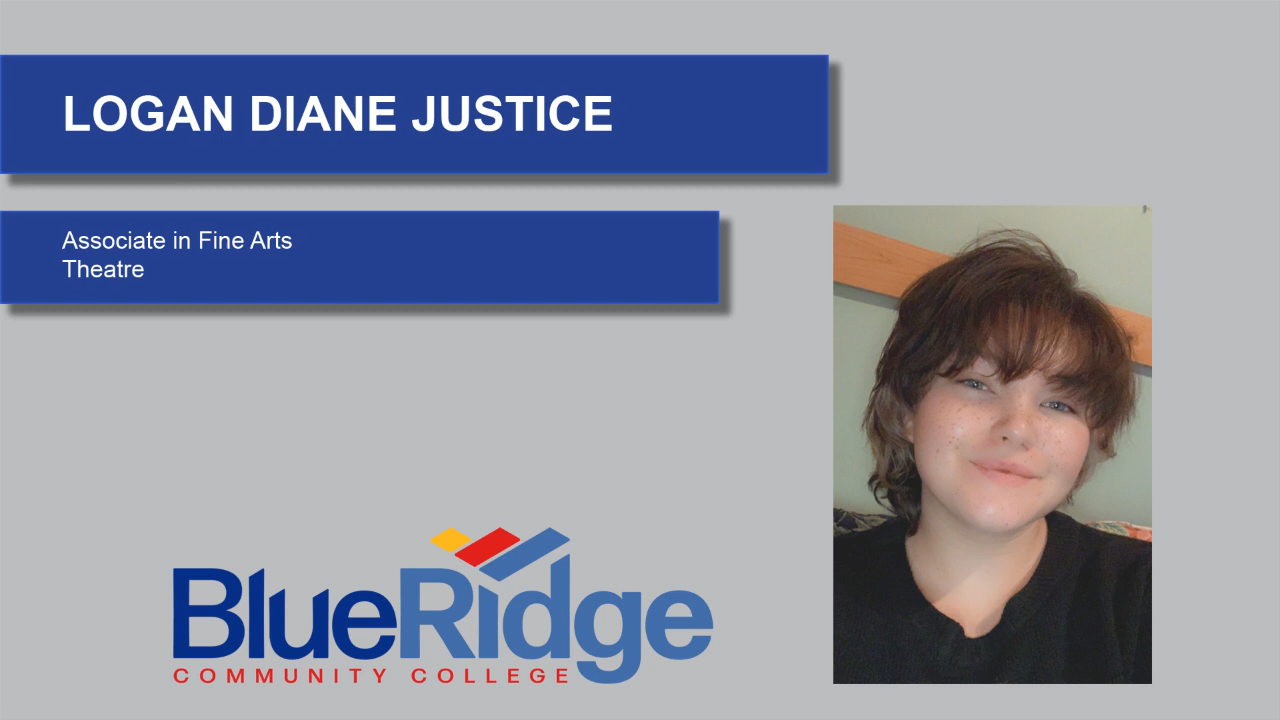 LOGAN DIANE JUSTICE
Associate in Fine Arts
Theatre
BlueRidge
COMMUNITY COLLEGE